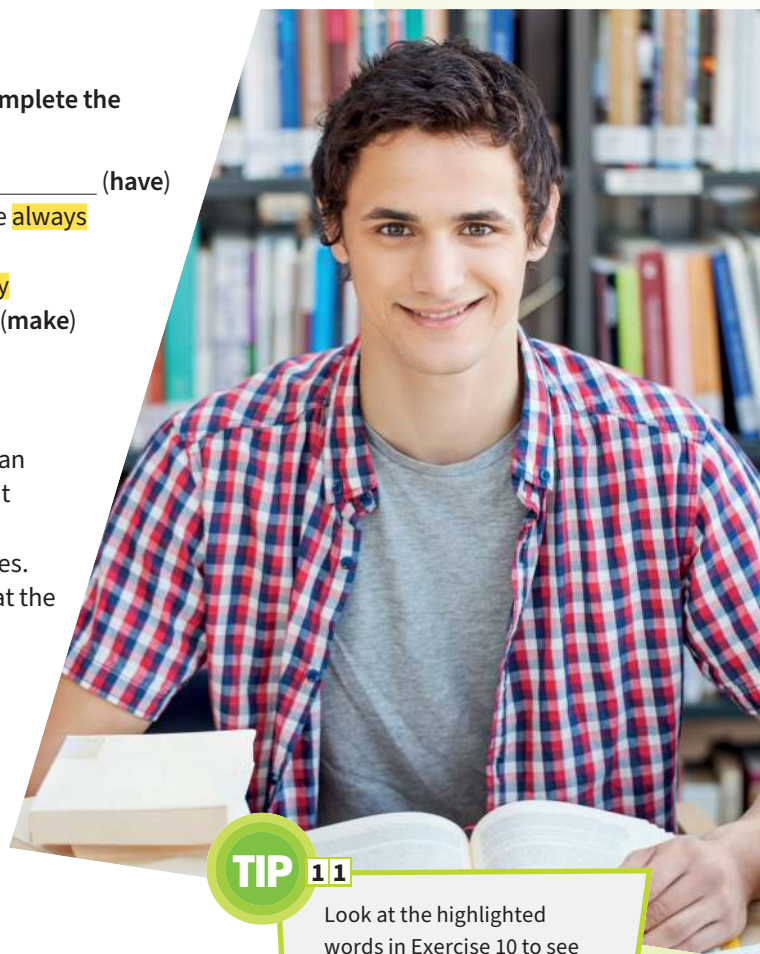 mplete the
(have)
e always
y
(make)
an
t
es.
at the
TIP 11
Look at the highlighted
words in Exercise 10 to see